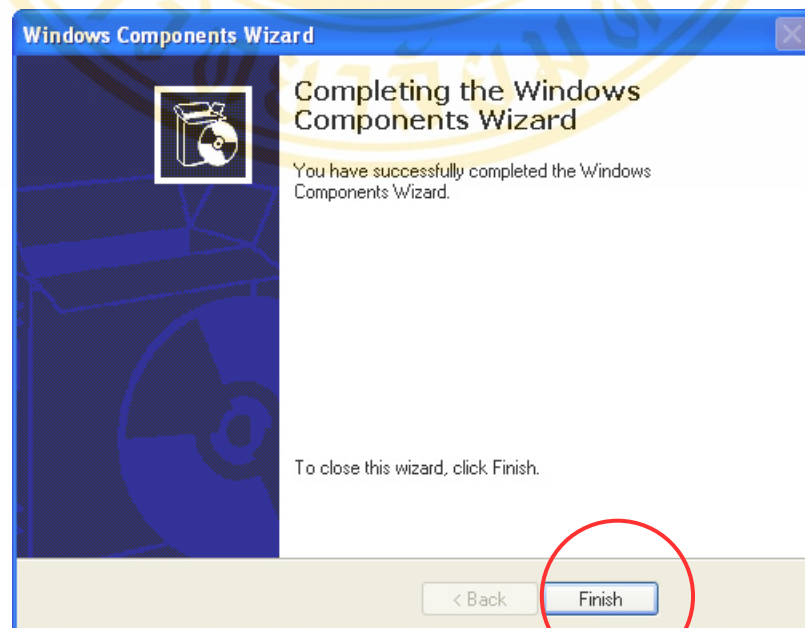 Windows Components Wizard
Completing the Windows
Components Wizard
You have successfully completed the Windows
Components Wizard.
To close this wizard, click Finish.
< Back
Finish